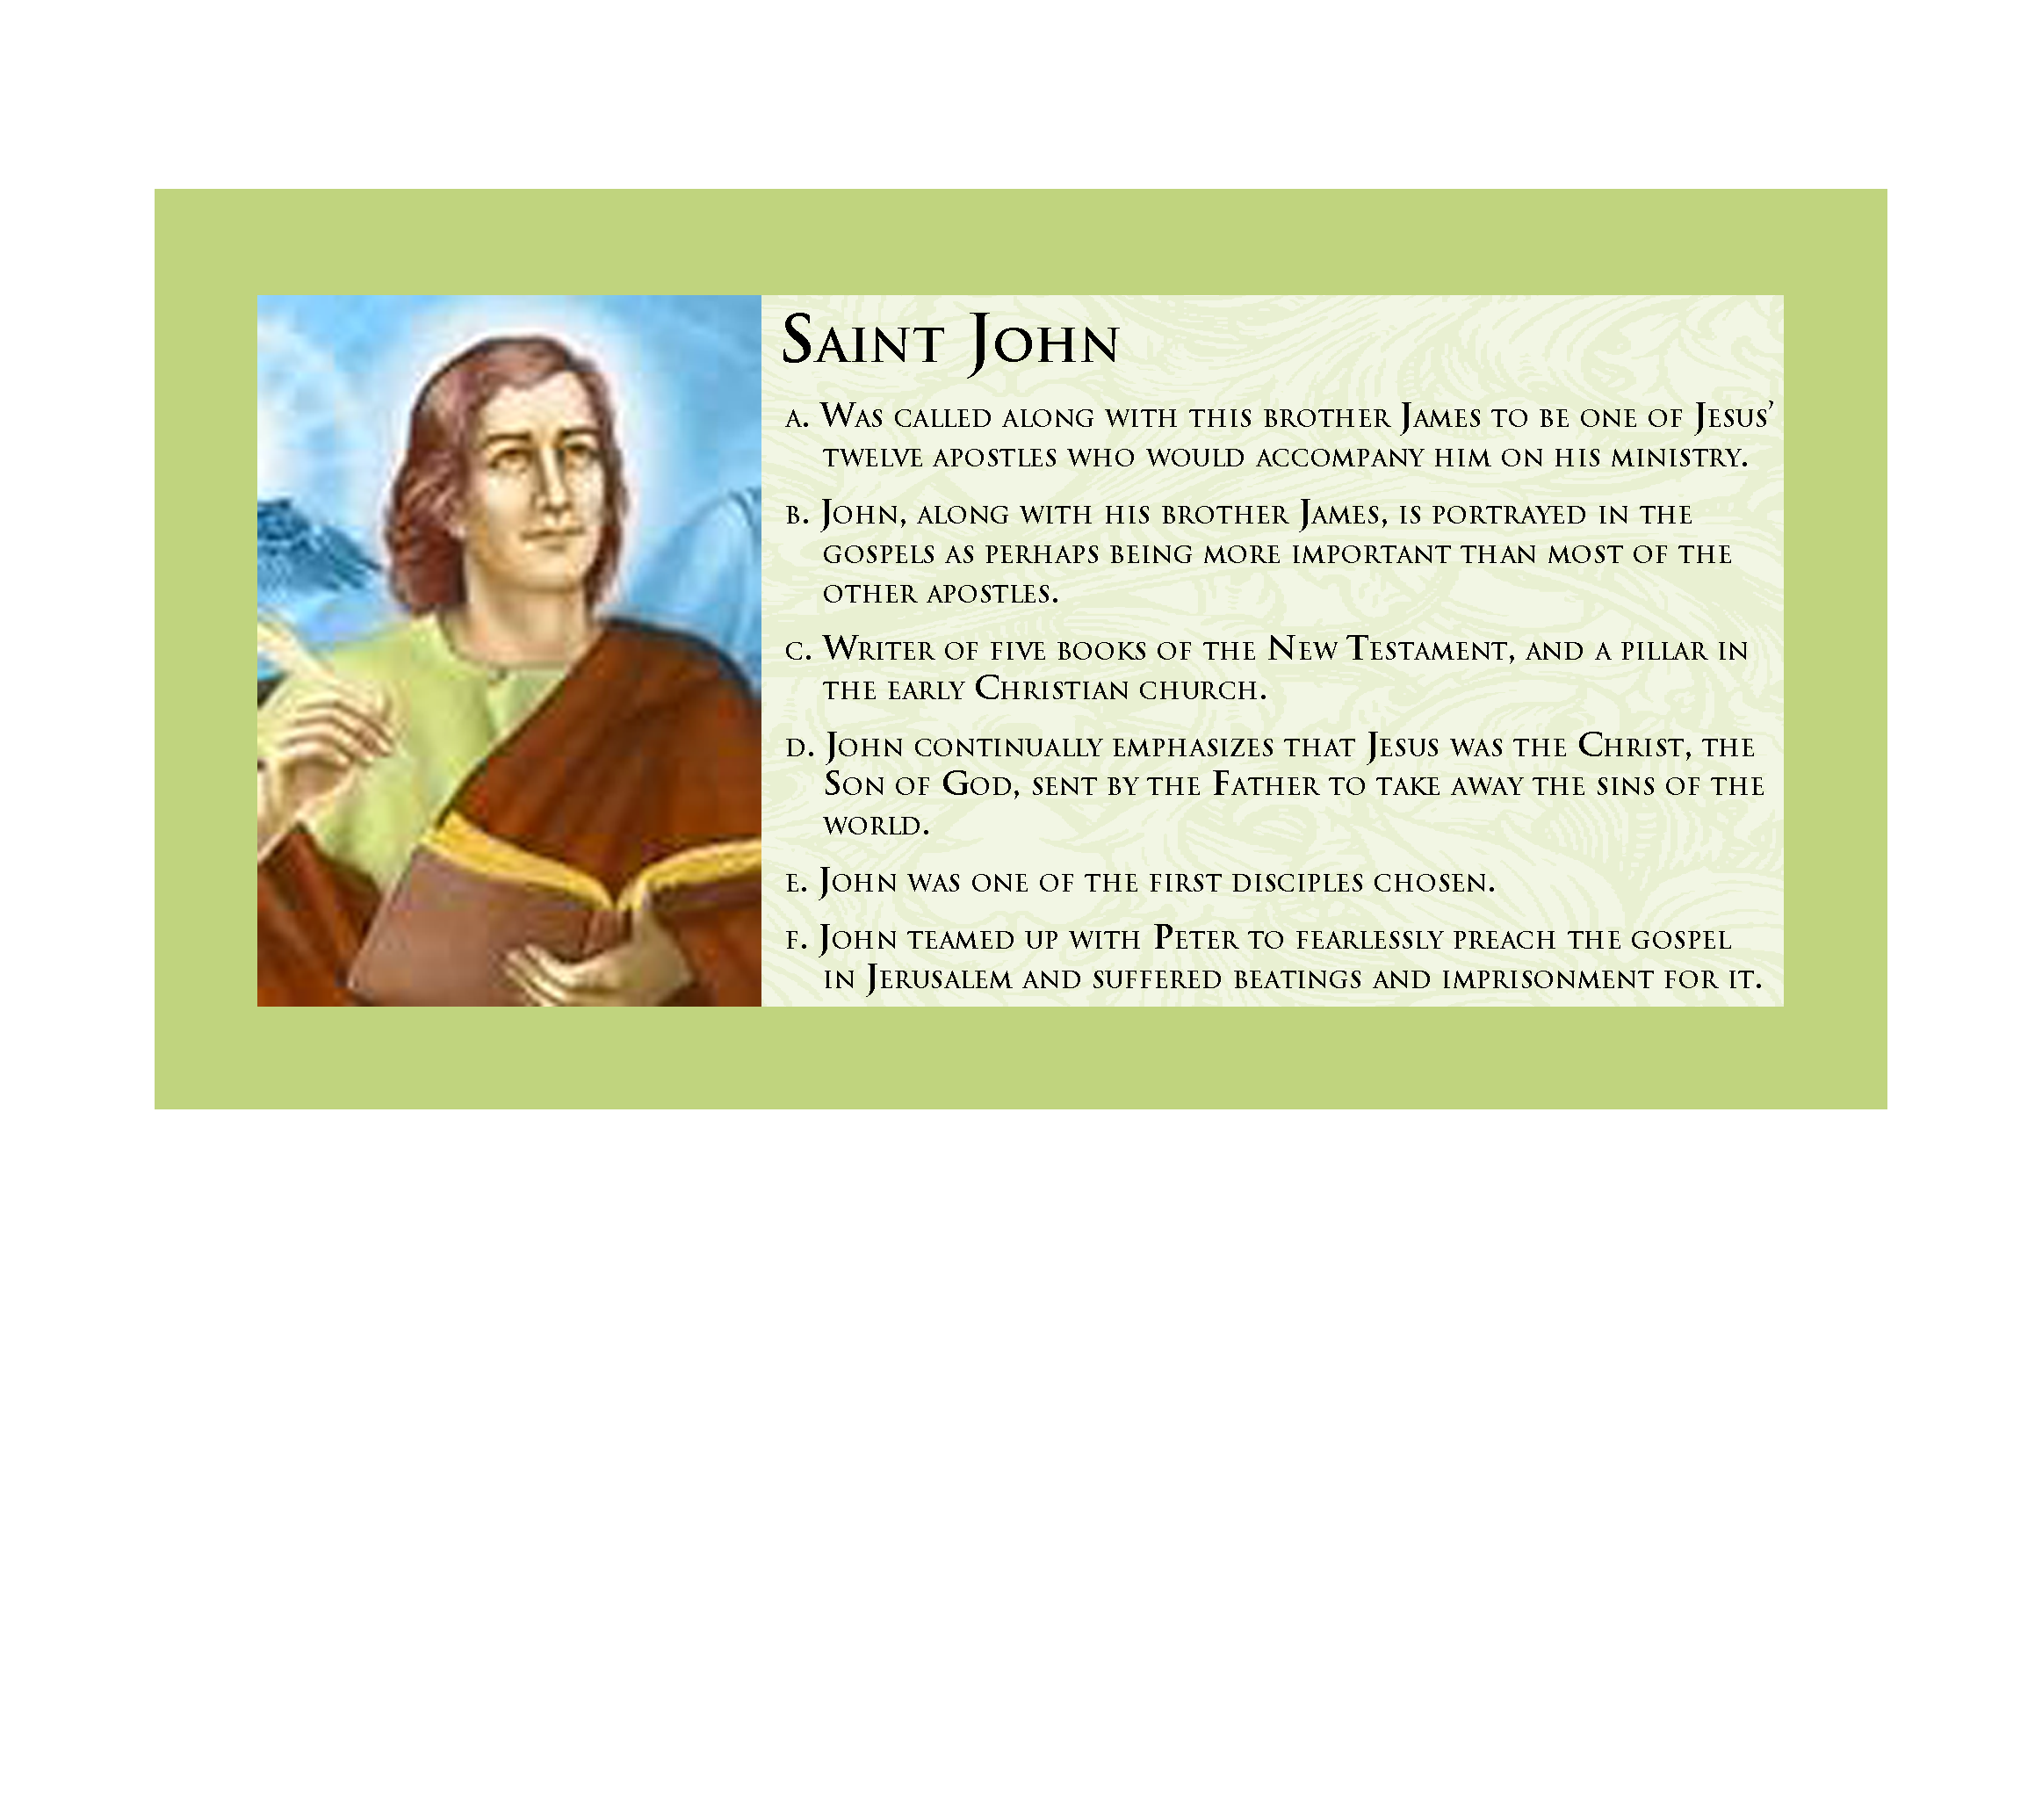 Saint John
a. Was called along with this brother James to be one of Jesus’
twelve apostles who would accompany him on his ministry.
b. John, along with his brother James, is portrayed in the
gospels as perhaps being more important than most of the
other apostles.
c. Writer of five books of the New Testament, and a pillar in
the early Christian church.
d. John continually emphasizes that Jesus was the Christ, the
Son of God, sent by the Father to take away the sins of the
world.
e. John was one of the first disciples chosen.
f. John teamed up with Peter to fearlessly preach the gospel
in Jerusalem and suffered beatings and imprisonment for it.